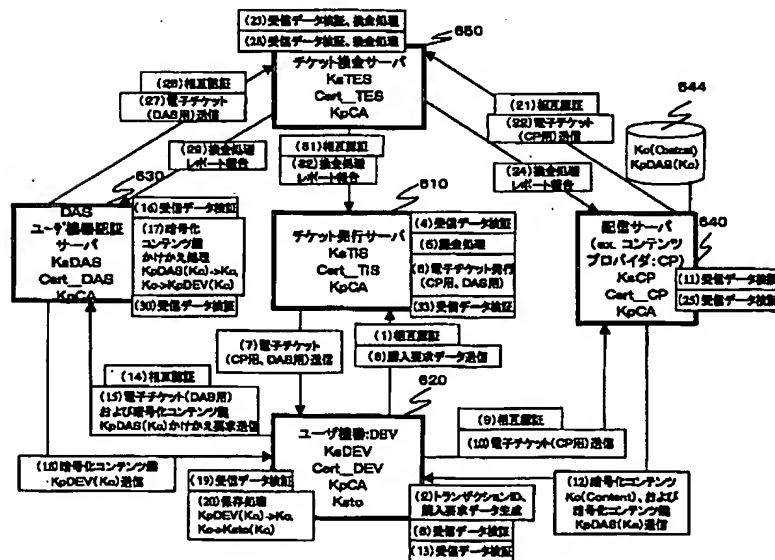 (23)受信データ検証、換金処理
(28)受信データ検証、換金処理
650
チケット換金サーバ
KsTES
Cert_TES
KpCA
(26)相互認証
(27)電子チケット
(DAS用)送信
(21)相互認証
(22)電子チケット
(CP用)送信
644
Kc(Content)
KpDAS(Kc)
(29)換金処理
レポート報告
(31)相互認証
(32)換金処理
レポート報告
(24)換金処理
レポート報告
630
DAS
ユーザ機器認証
サーバ
KsDAS
Cert_DAS
KpCA
(16)受信データ検証
(17)暗号化
コンテンツ鍵
かけかえ処理
KpDAS(Kc)->Kc,
Kc->KpDEV(Kc)
(30)受信データ検証
610
チケット発行サーバ
KsTIS
Cert_TIS
KpCA
(4)受信データ検証
(5)課金処理
(6)電子チケット発行
(CP用、DAS用)
(33)受信データ検証
640
配信サーバ
(ex. コンテンツ
プロバイダ:CP)
KsCP
Cert_CP
KpCA
(11)受信データ検証
(25)受信データ検証
(7)電子チケット
(CP用、DAS用)送信
(1)相互認証
(3)購入要求データ送信
(14)相互認証
(15)電子チケット(DAS用)
および暗号化コンテンツ鍵
KpDAS(Kc)かけかえ要求送信
620
ユーザ機器:DEV
KsDEV
Cert_DEV
KpCA
Ksto
(9)相互認証
(10)電子チケット(CP用)送信
(18)暗号化コンテンツ鍵
KpDEV(Kc)送信
(19)受信データ検証
(20)保存処理
KpDEV(Kc)->Kc,
Kc->Ksto(Kc)
(2)トランザクションID、
購入要求データ生成
(8)受信データ検証
(13)受信データ検証
(12)暗号化コンテンツ
Kc(Content)、および
暗号化コンテンツ鍵
KpDAS(Kc)送信